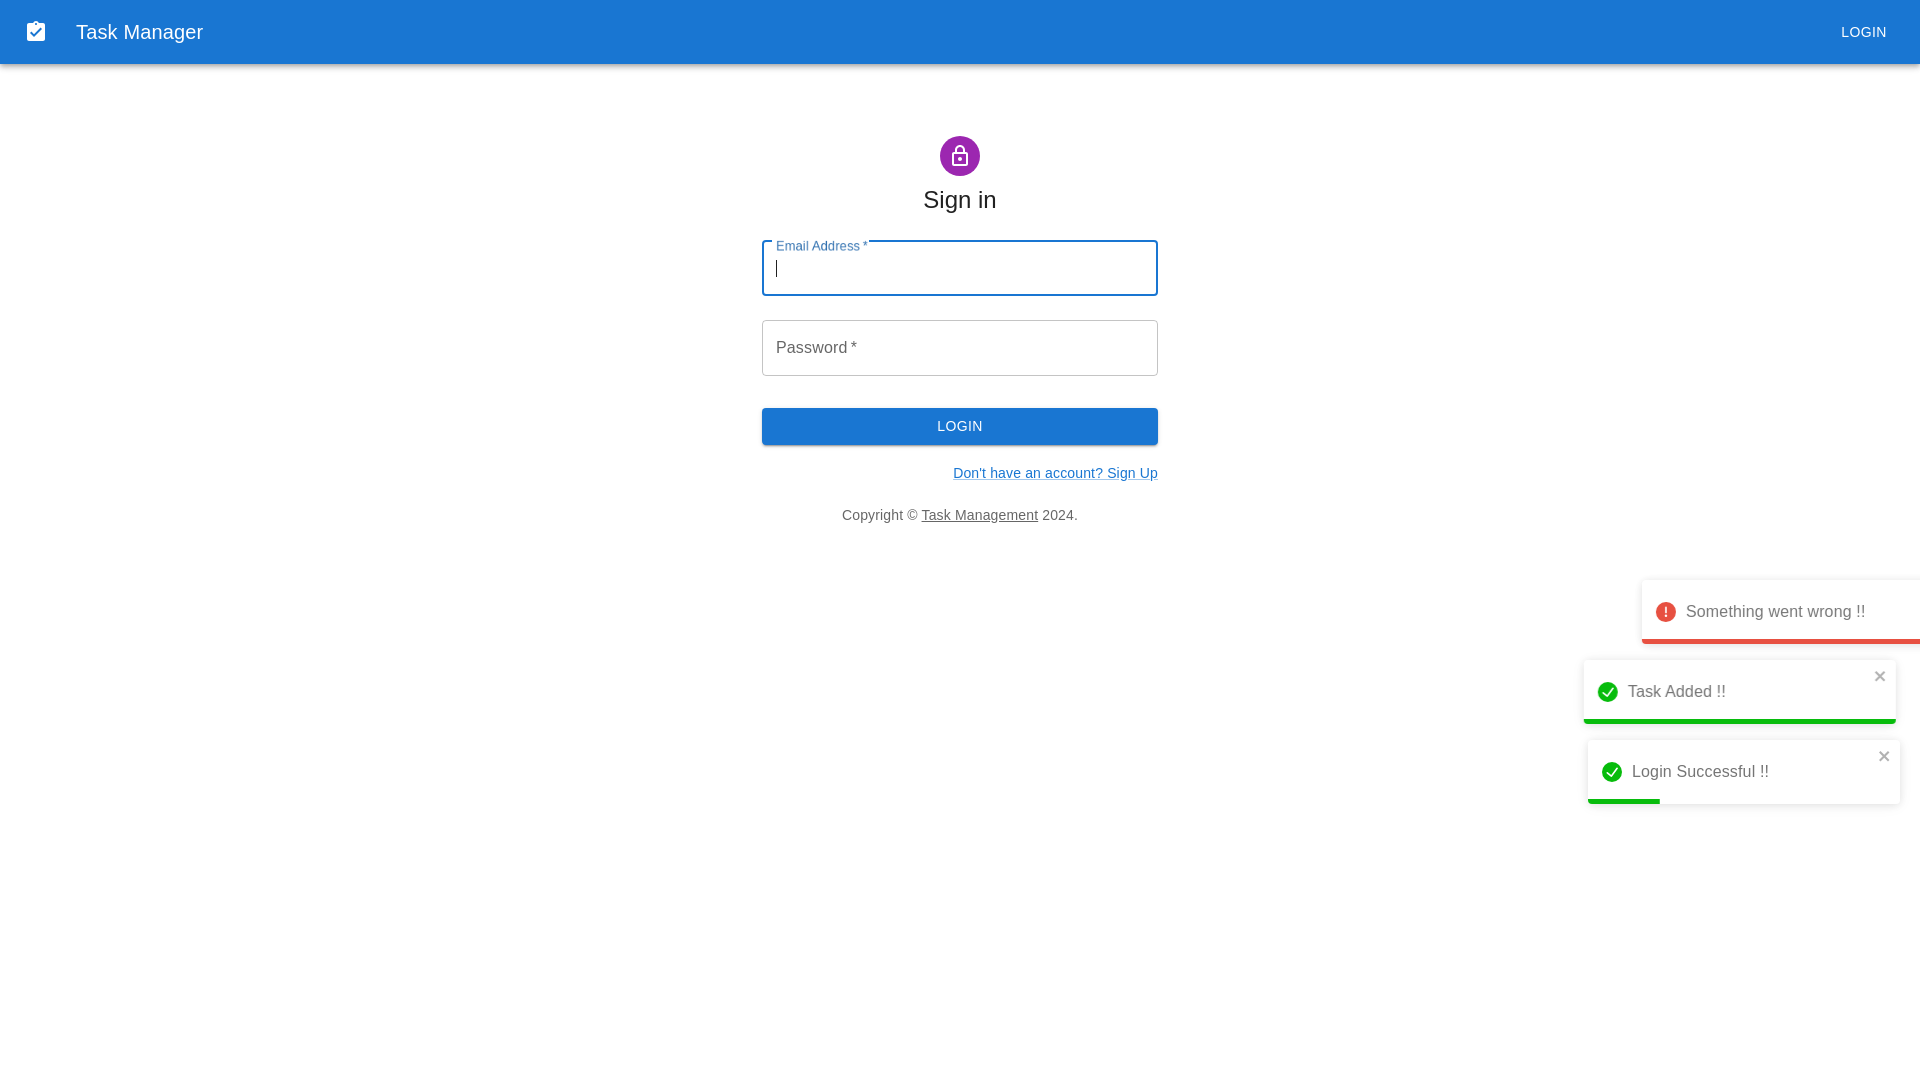 Task Manager
LOGIN
Sign in
Email Address *
Password *
LOGIN
Don't have an account? Sign Up
Copyright © Task Management 2024.
Something went wrong !!
Task Added !!
Login Successful !!